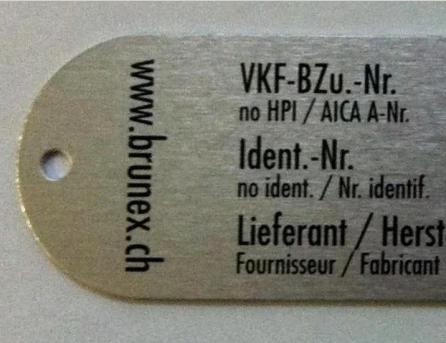 www.brunex.ch
VKF-BZu.-Nr.
no HPI / AICA A-Nr.
Ident.-Nr.
no ident. / Nr. identif.
Lieferant / Herst
Fournisseur / Fabricant